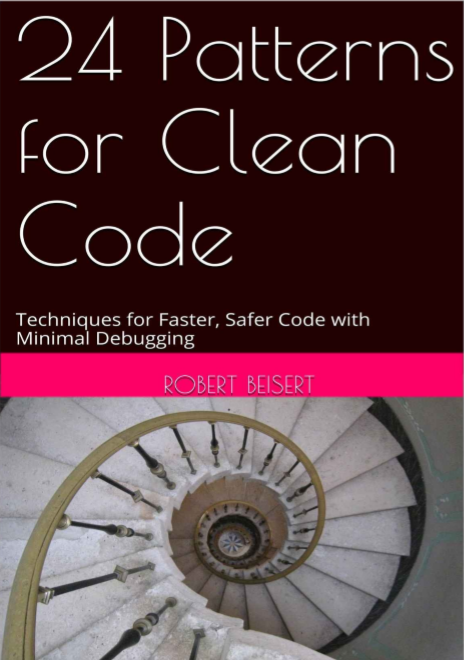 24 Patterns
for Clean
Code
Techniques for Faster, Safer Code with
Minimal Debugging
ROBERT BEISERT